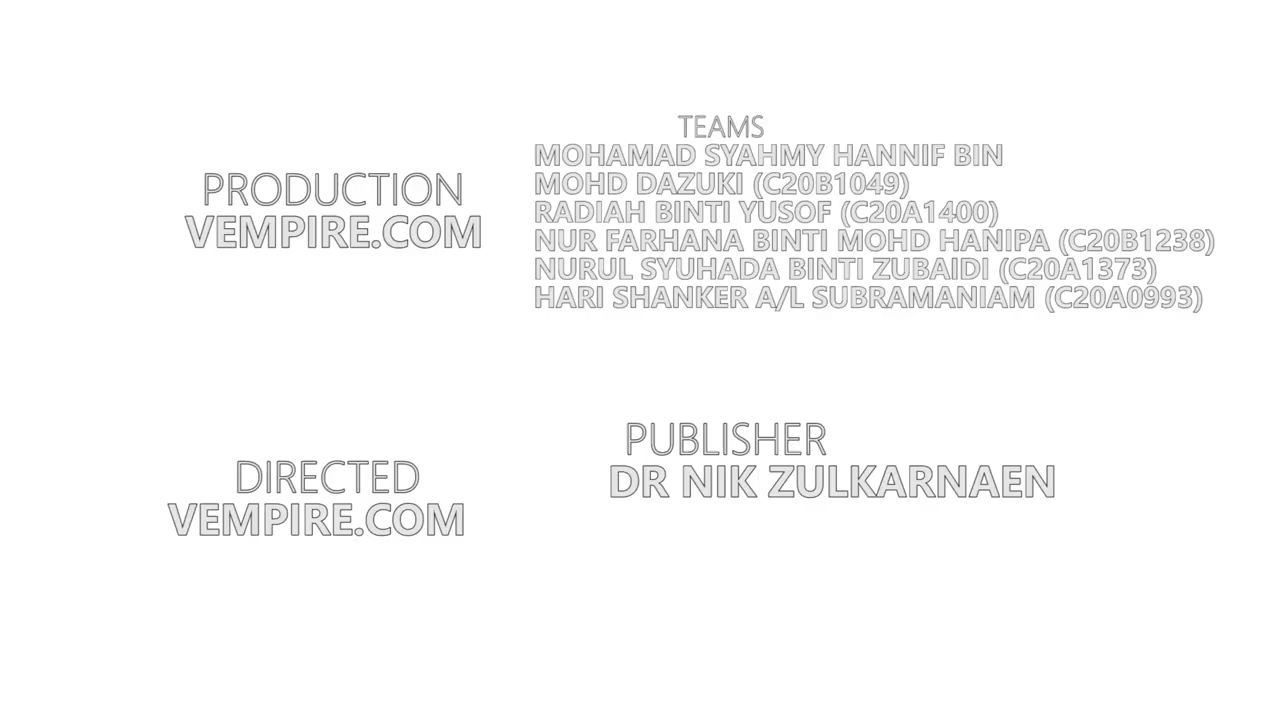 PRODUCTION
VEMPIRE.COM
TEAMS
MOHAMAD SYAHMY HANNIF BIN
MOHD DAZUKI (C20B1049)
RADIAH BINTI YUSOF (C20A1400)
NUR FARHANA BINTI MOHD HANIPA (C20B1238)
NURUL SYUHADA BINTI ZUBAIDI (C20A1373)
HARI SHANKER A/L SUBRAMANIAM (C20A0993)
DIRECTED
VEMPIRE.COM
PUBLISHER
DR NIK ZULKARNAEN